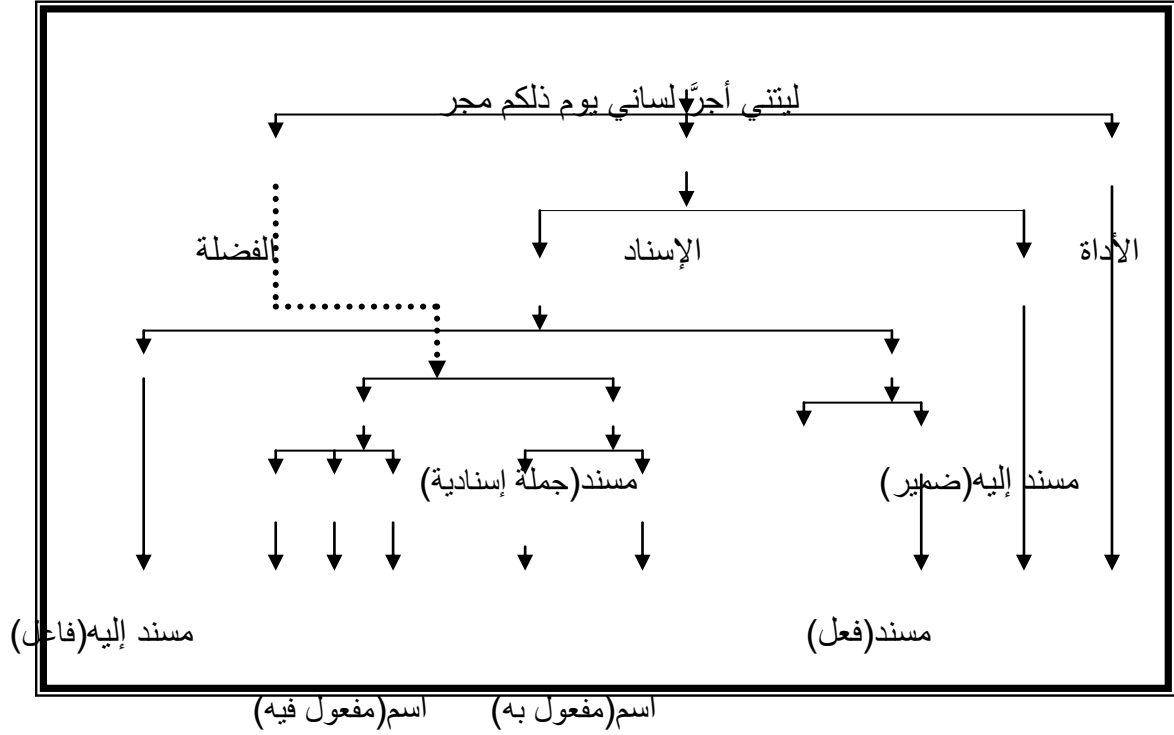 ليتني أجرَّ لساني يوم ذلكم مجر
الأداة الإسناد الفضلة
مسند إليه(ضمير) مسند(جملة إسنادية)
مسند(فعل) مسند إليه(فاعل)
اسم(مفعول به) اسم(مفعول فيه)